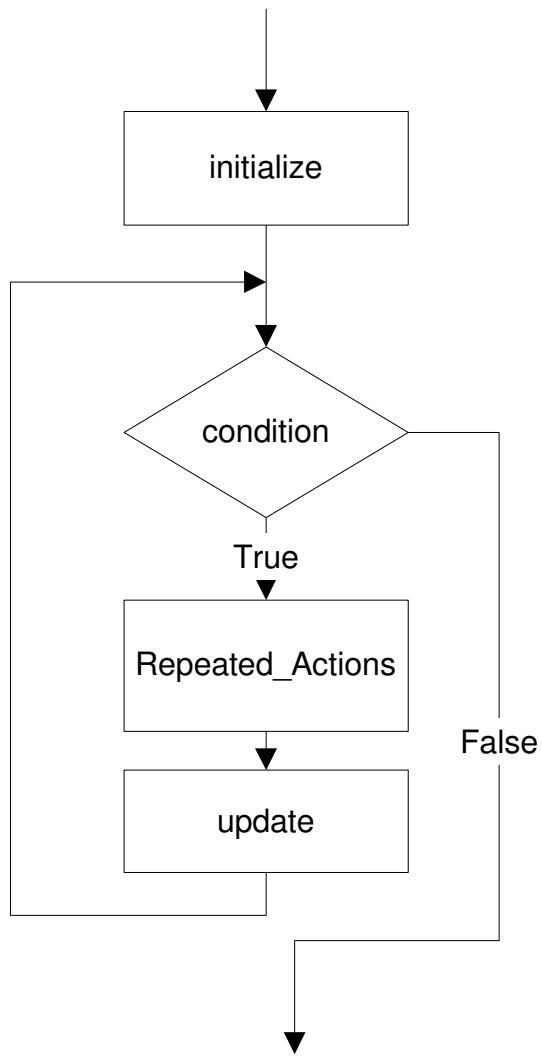 initialize
condition
True
Repeated_Actions
False
update